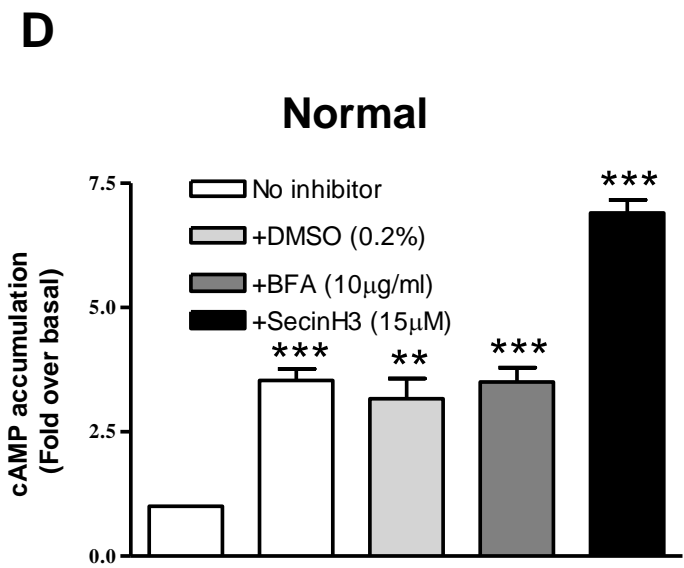 D
Normal
cAMP accumulation
(Fold over basal)
7.5
5.0
2.5
0.0
No inhibitor
+DMSO (0.2%)
+BFA (10μg/ml)
+SecinH3 (15μM)
***
**
***
***